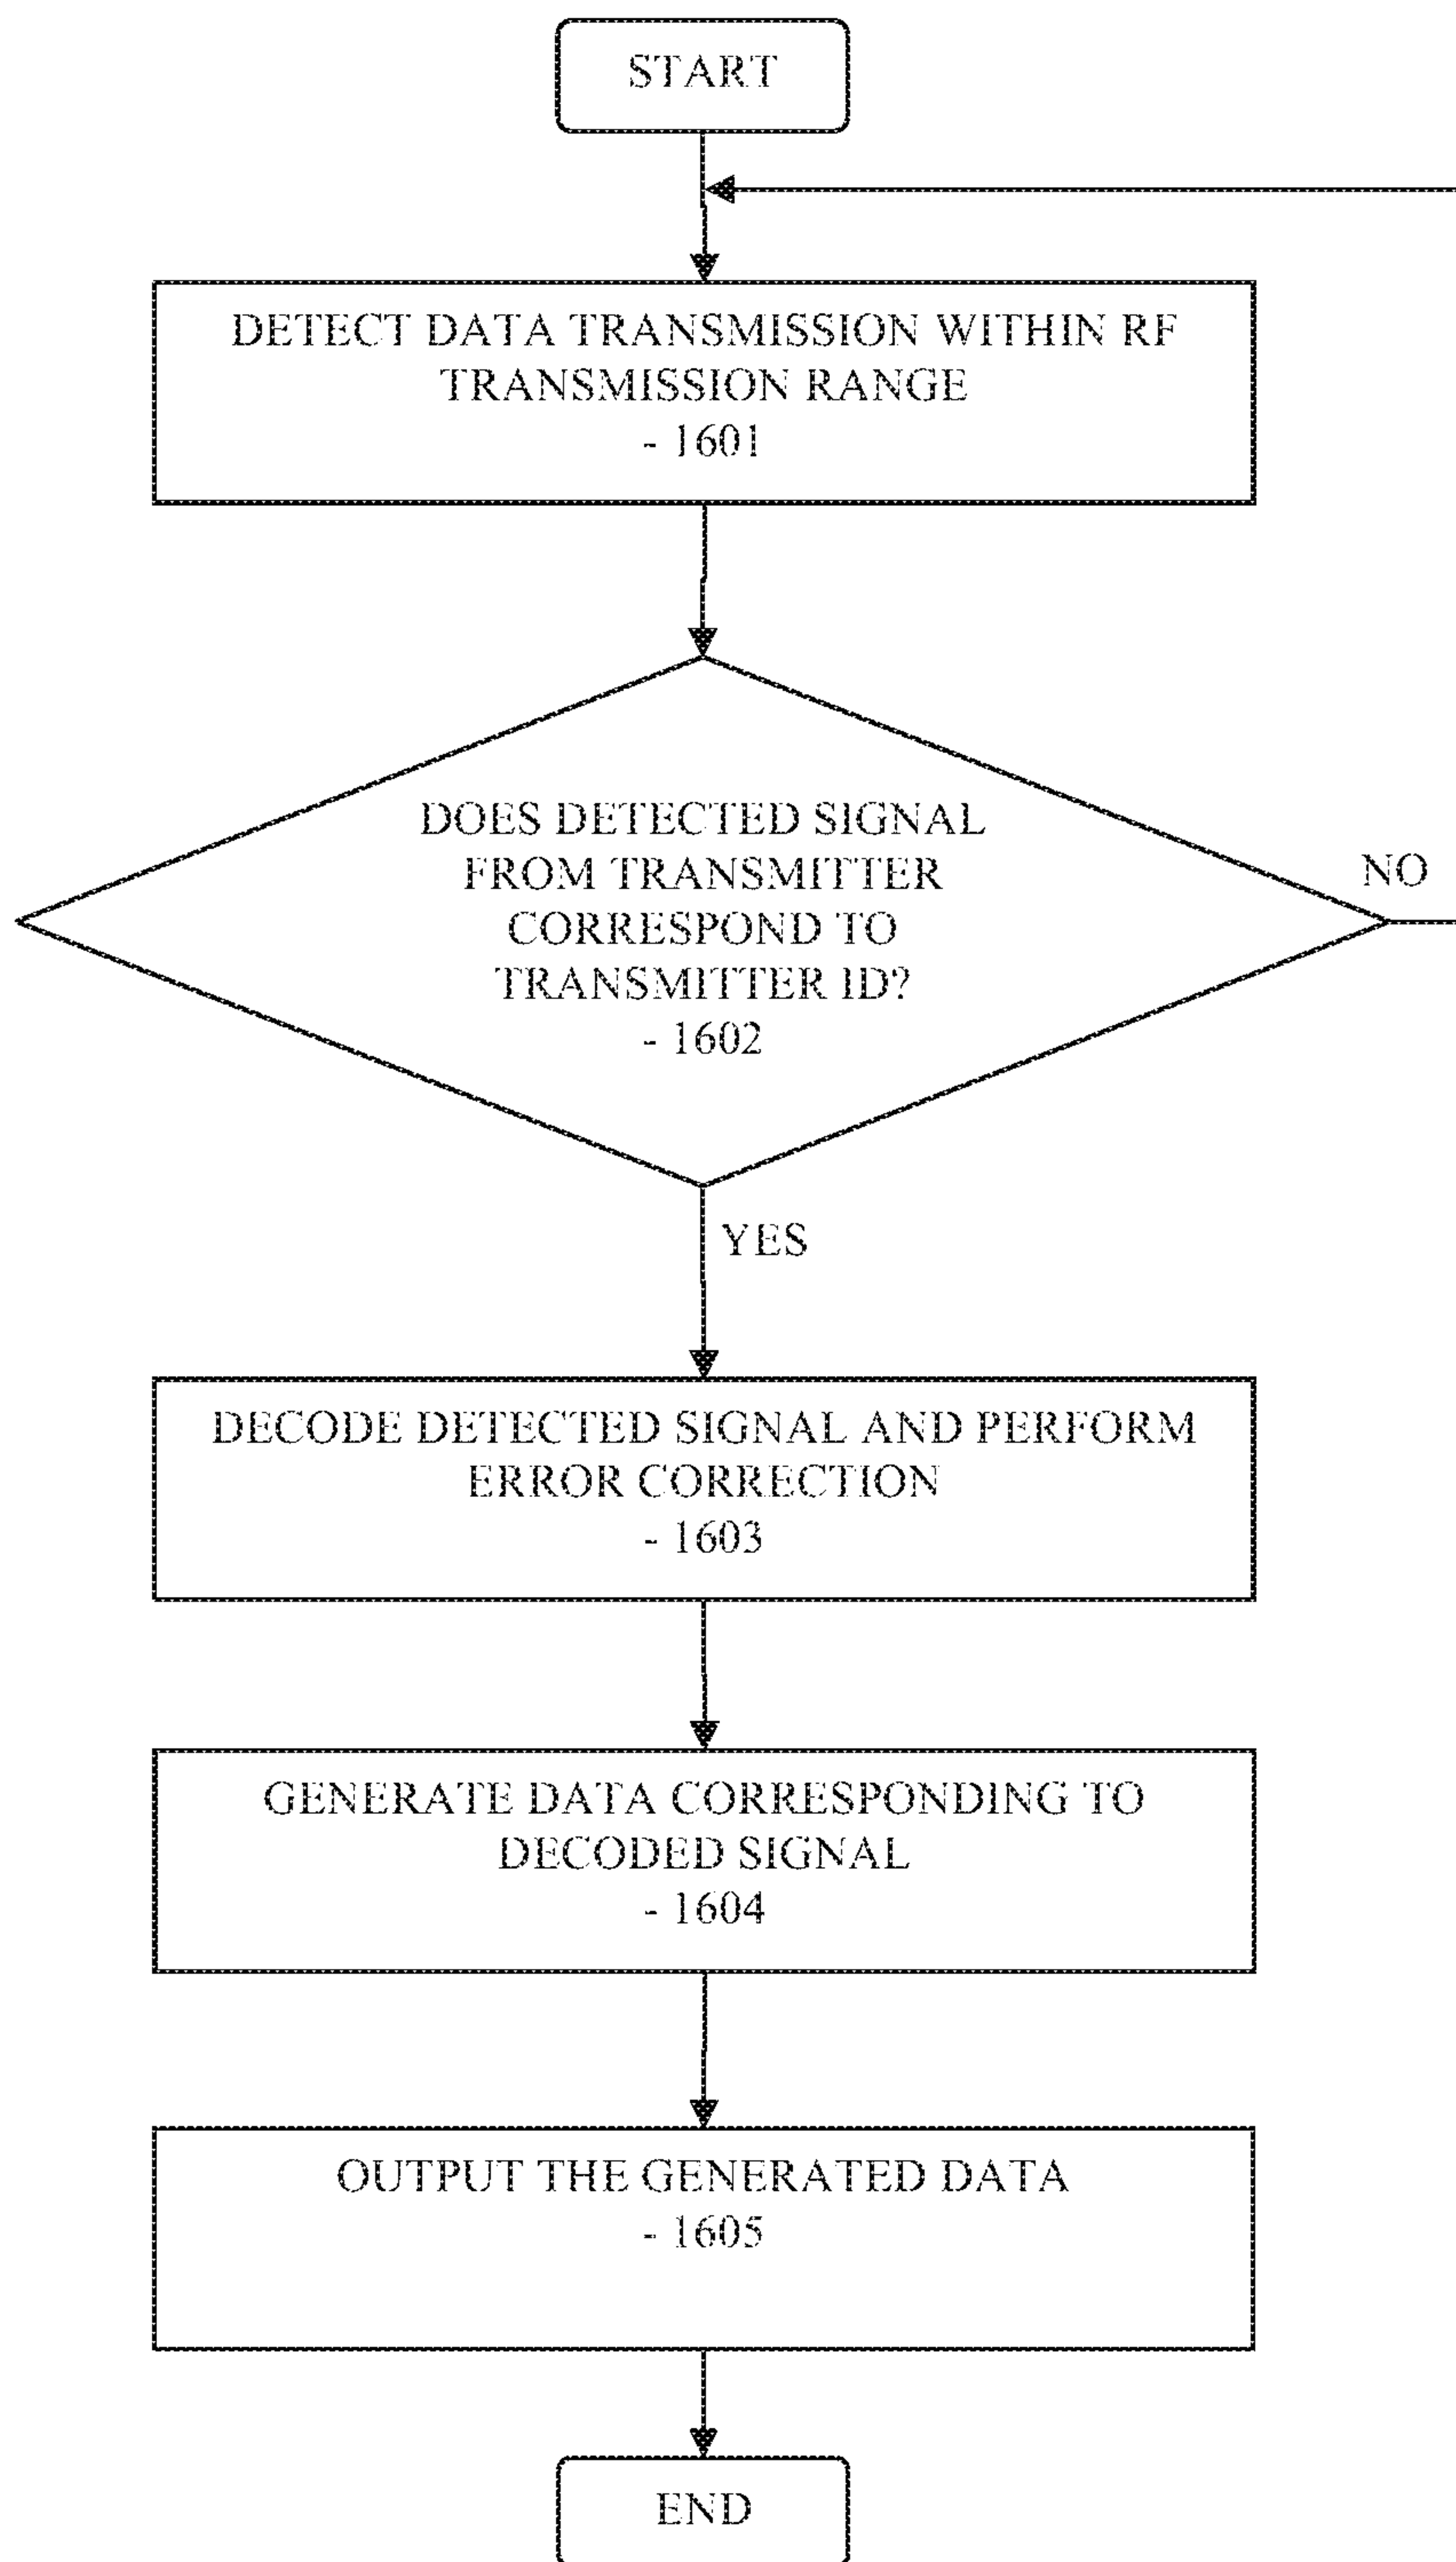 START
DETECT DATA TRANSMISSION WITHIN RF
TRANSMISSION RANGE
- 1601
DOES DETECTED SIGNAL
FROM TRANSMITTER
CORRESPOND TO
TRANSMITTER ID?
- 1602
NO
YES
DECODE DETECTED SIGNAL AND PERFORM
ERROR CORRECTION
- 1603
GENERATE DATA CORRESPONDING TO
DECODED SIGNAL
- 1604
OUTPUT THE GENERATED DATA
- 1605
END